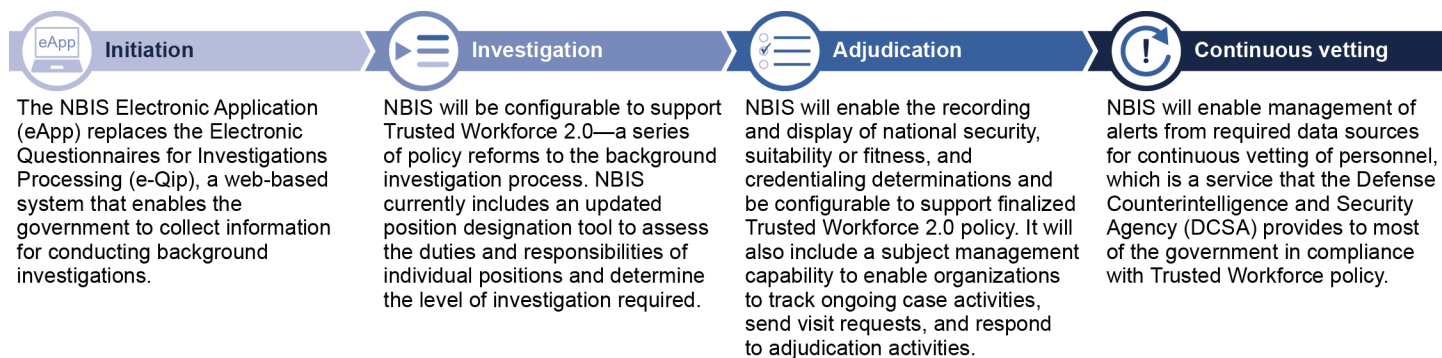 eApp
Initiation
The NBIS Electronic Application
(eApp) replaces the Electronic
Questionnaires for Investigations
Processing (e-Qip), a web-based
system that enables the
government to collect information
for conducting background
investigations.
Investigation
NBIS will be configurable to support
Trusted Workforce 2.0—a series
of policy reforms to the background
investigation process. NBIS
currently includes an updated
position designation tool to assess
the duties and responsibilities of
individual positions and determine
the level of investigation required.
Adjudication
NBIS will enable the recording
and display of national security,
suitability or fitness, and
credentialing determinations and
be configurable to support finalized
Trusted Workforce 2.0 policy. It will
also include a subject management
capability to enable organizations
to track ongoing case activities,
send visit requests, and respond
to adjudication activities.
!
Continuous vetting
NBIS will enable management of
alerts from required data sources
for continuous vetting of personnel,
which is a service that the Defense
Counterintelligence and Security
Agency (DCSA) provides to most
of the government in compliance
with Trusted Workforce policy.